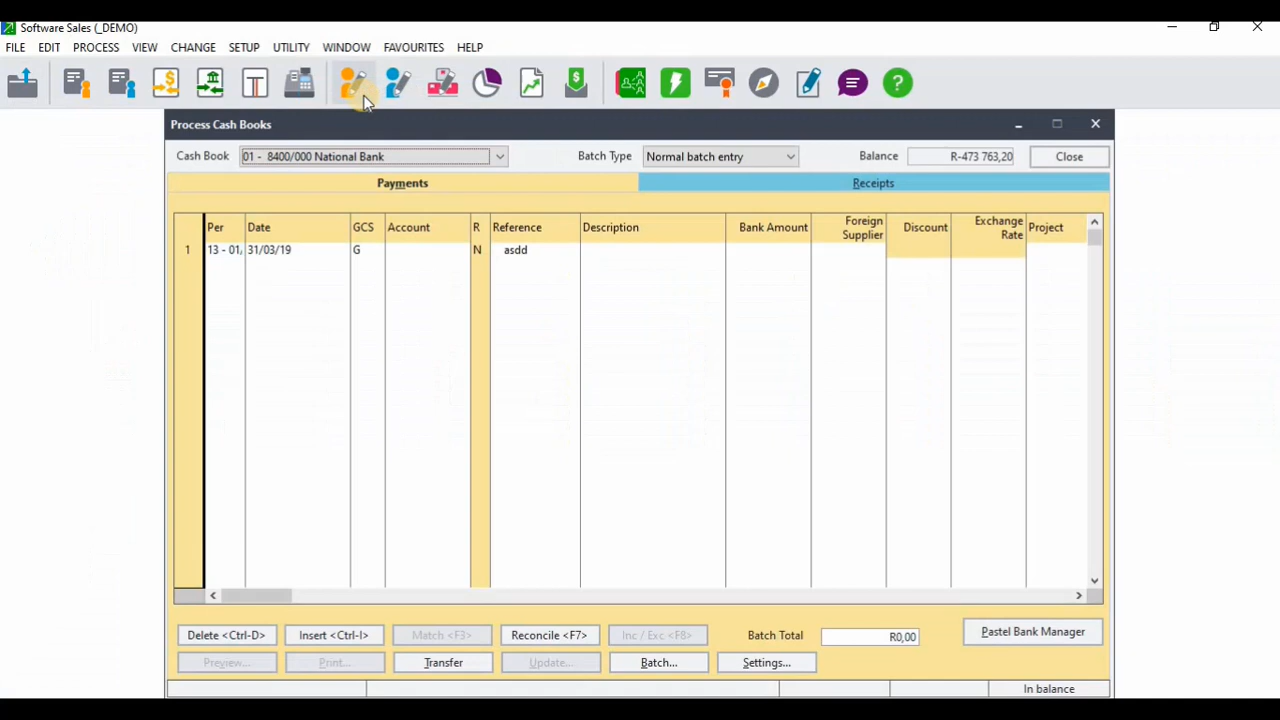 Software Sales (_DEMO)
FILE EDIT PROCESS VIEW CHANGE SETUP UTILITY WINDOW FAVOURITES HELP
Process Cash Books
Cash Book 01 - 8400/000 National Bank Batch Type Normal batch entry Balance R-473 763,20 Close
Payments Receipts
Per Date GCS Account R Reference Description Bank Amount Foreign Supplier Discount Exchange Rate Project
1 13 - 01, 31/03/19 G N asdd
Delete <Ctrl-D> Insert <Ctrl-I> Match <F3> Reconcile <F7> Inc / Exc <F8> Batch Total R0,00 Pastel Bank Manager
Preview... Print... Transfer Update... Batch... Settings...
In balance